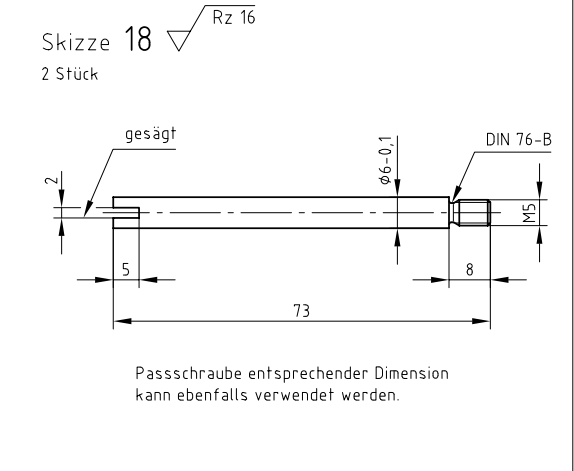 Rz 16
Skizze 18
2 Stück
gesägt
DIN 76-B
2
ϕ6-0,1
M5
5
8
73
Passschraube entsprechender Dimension
kann ebenfalls verwendet werden.